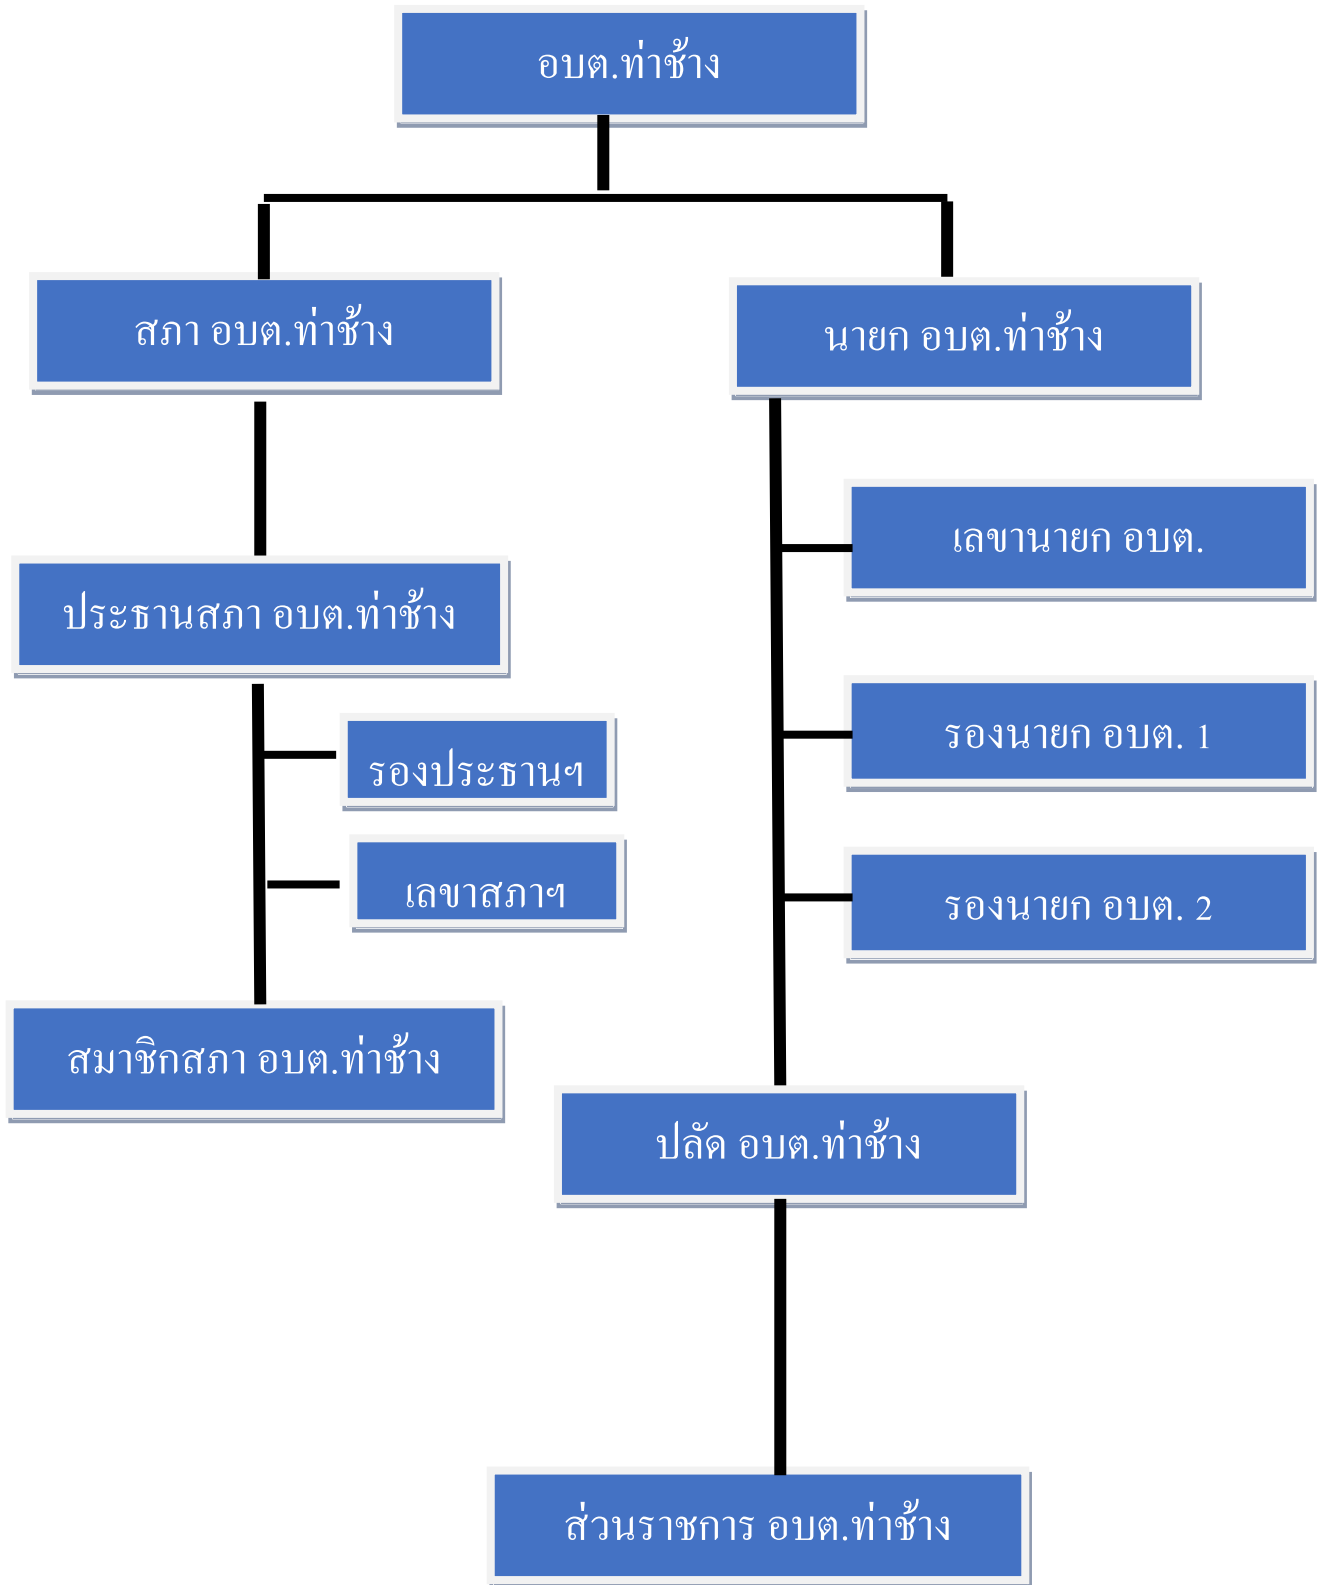 อบต.ท่าช้าง
สภา อบต.ท่าช้าง
นายก อบต.ท่าช้าง
เลขานายก อบต.
ประธานสภา อบต.ท่าช้าง
รองนายก อบต. 1
รองประธานฯ
เลขาสภาฯ
รองนายก อบต. 2
สมาชิกสภา อบต.ท่าช้าง
ปลัด อบต.ท่าช้าง
ส่วนราชการ อบต.ท่าช้าง